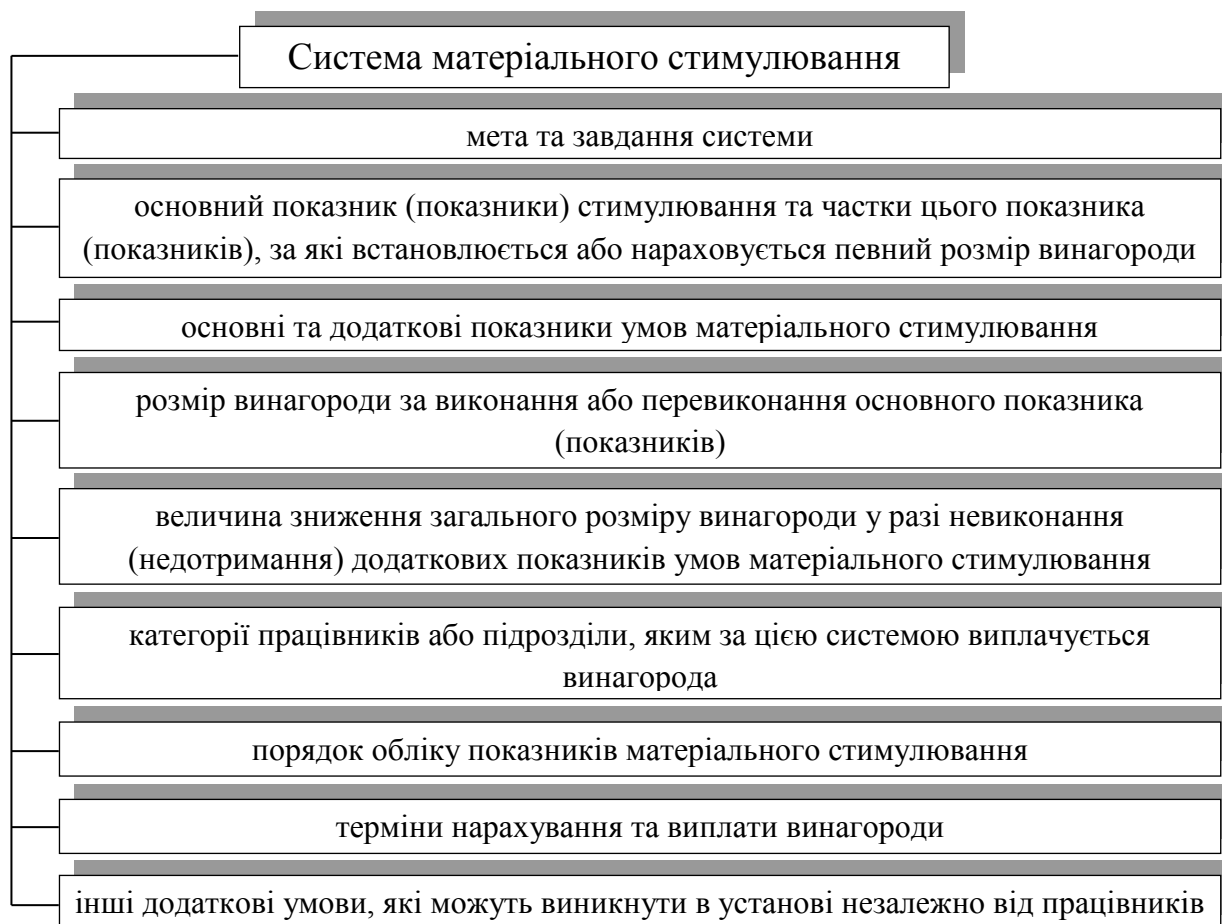 Система матеріального стимулювання
мета та завдання системи
основний показник (показники) стимулювання та частки цього показника
(показників), за які встановлюється або нараховується певний розмір винагороди
основні та додаткові показники умов матеріального стимулювання
розмір винагороди за виконання або перевиконання основного показника
(показників)
величина зниження загального розміру винагороди у разі невиконання
(недотримання) додаткових показників умов матеріального стимулювання
категорії працівників або підрозділи, яким за цією системою виплачується
винагорода
порядок обліку показників матеріального стимулювання
терміни нарахування та виплати винагороди
інші додаткові умови, які можуть виникнути в установі незалежно від працівників